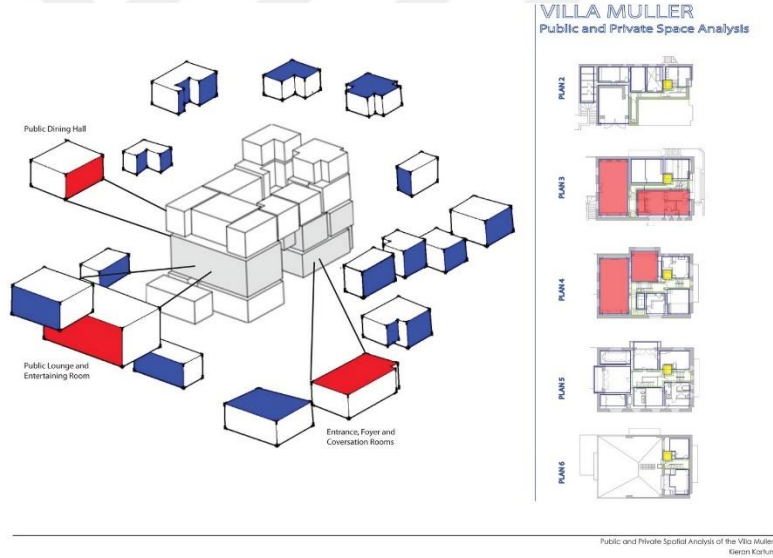 VILLA MULLER
Public and Private Space Analysis
Public Dining Hall
Public Lounge and
Entertaining Room
Entrance, Foyer and
Coversation Rooms
PLAN 2
PLAN 3
PLAN 4
PLAN 5
PLAN 6
Public and Private Spatial Analysis of the Villa Muller
Kieran Kartun